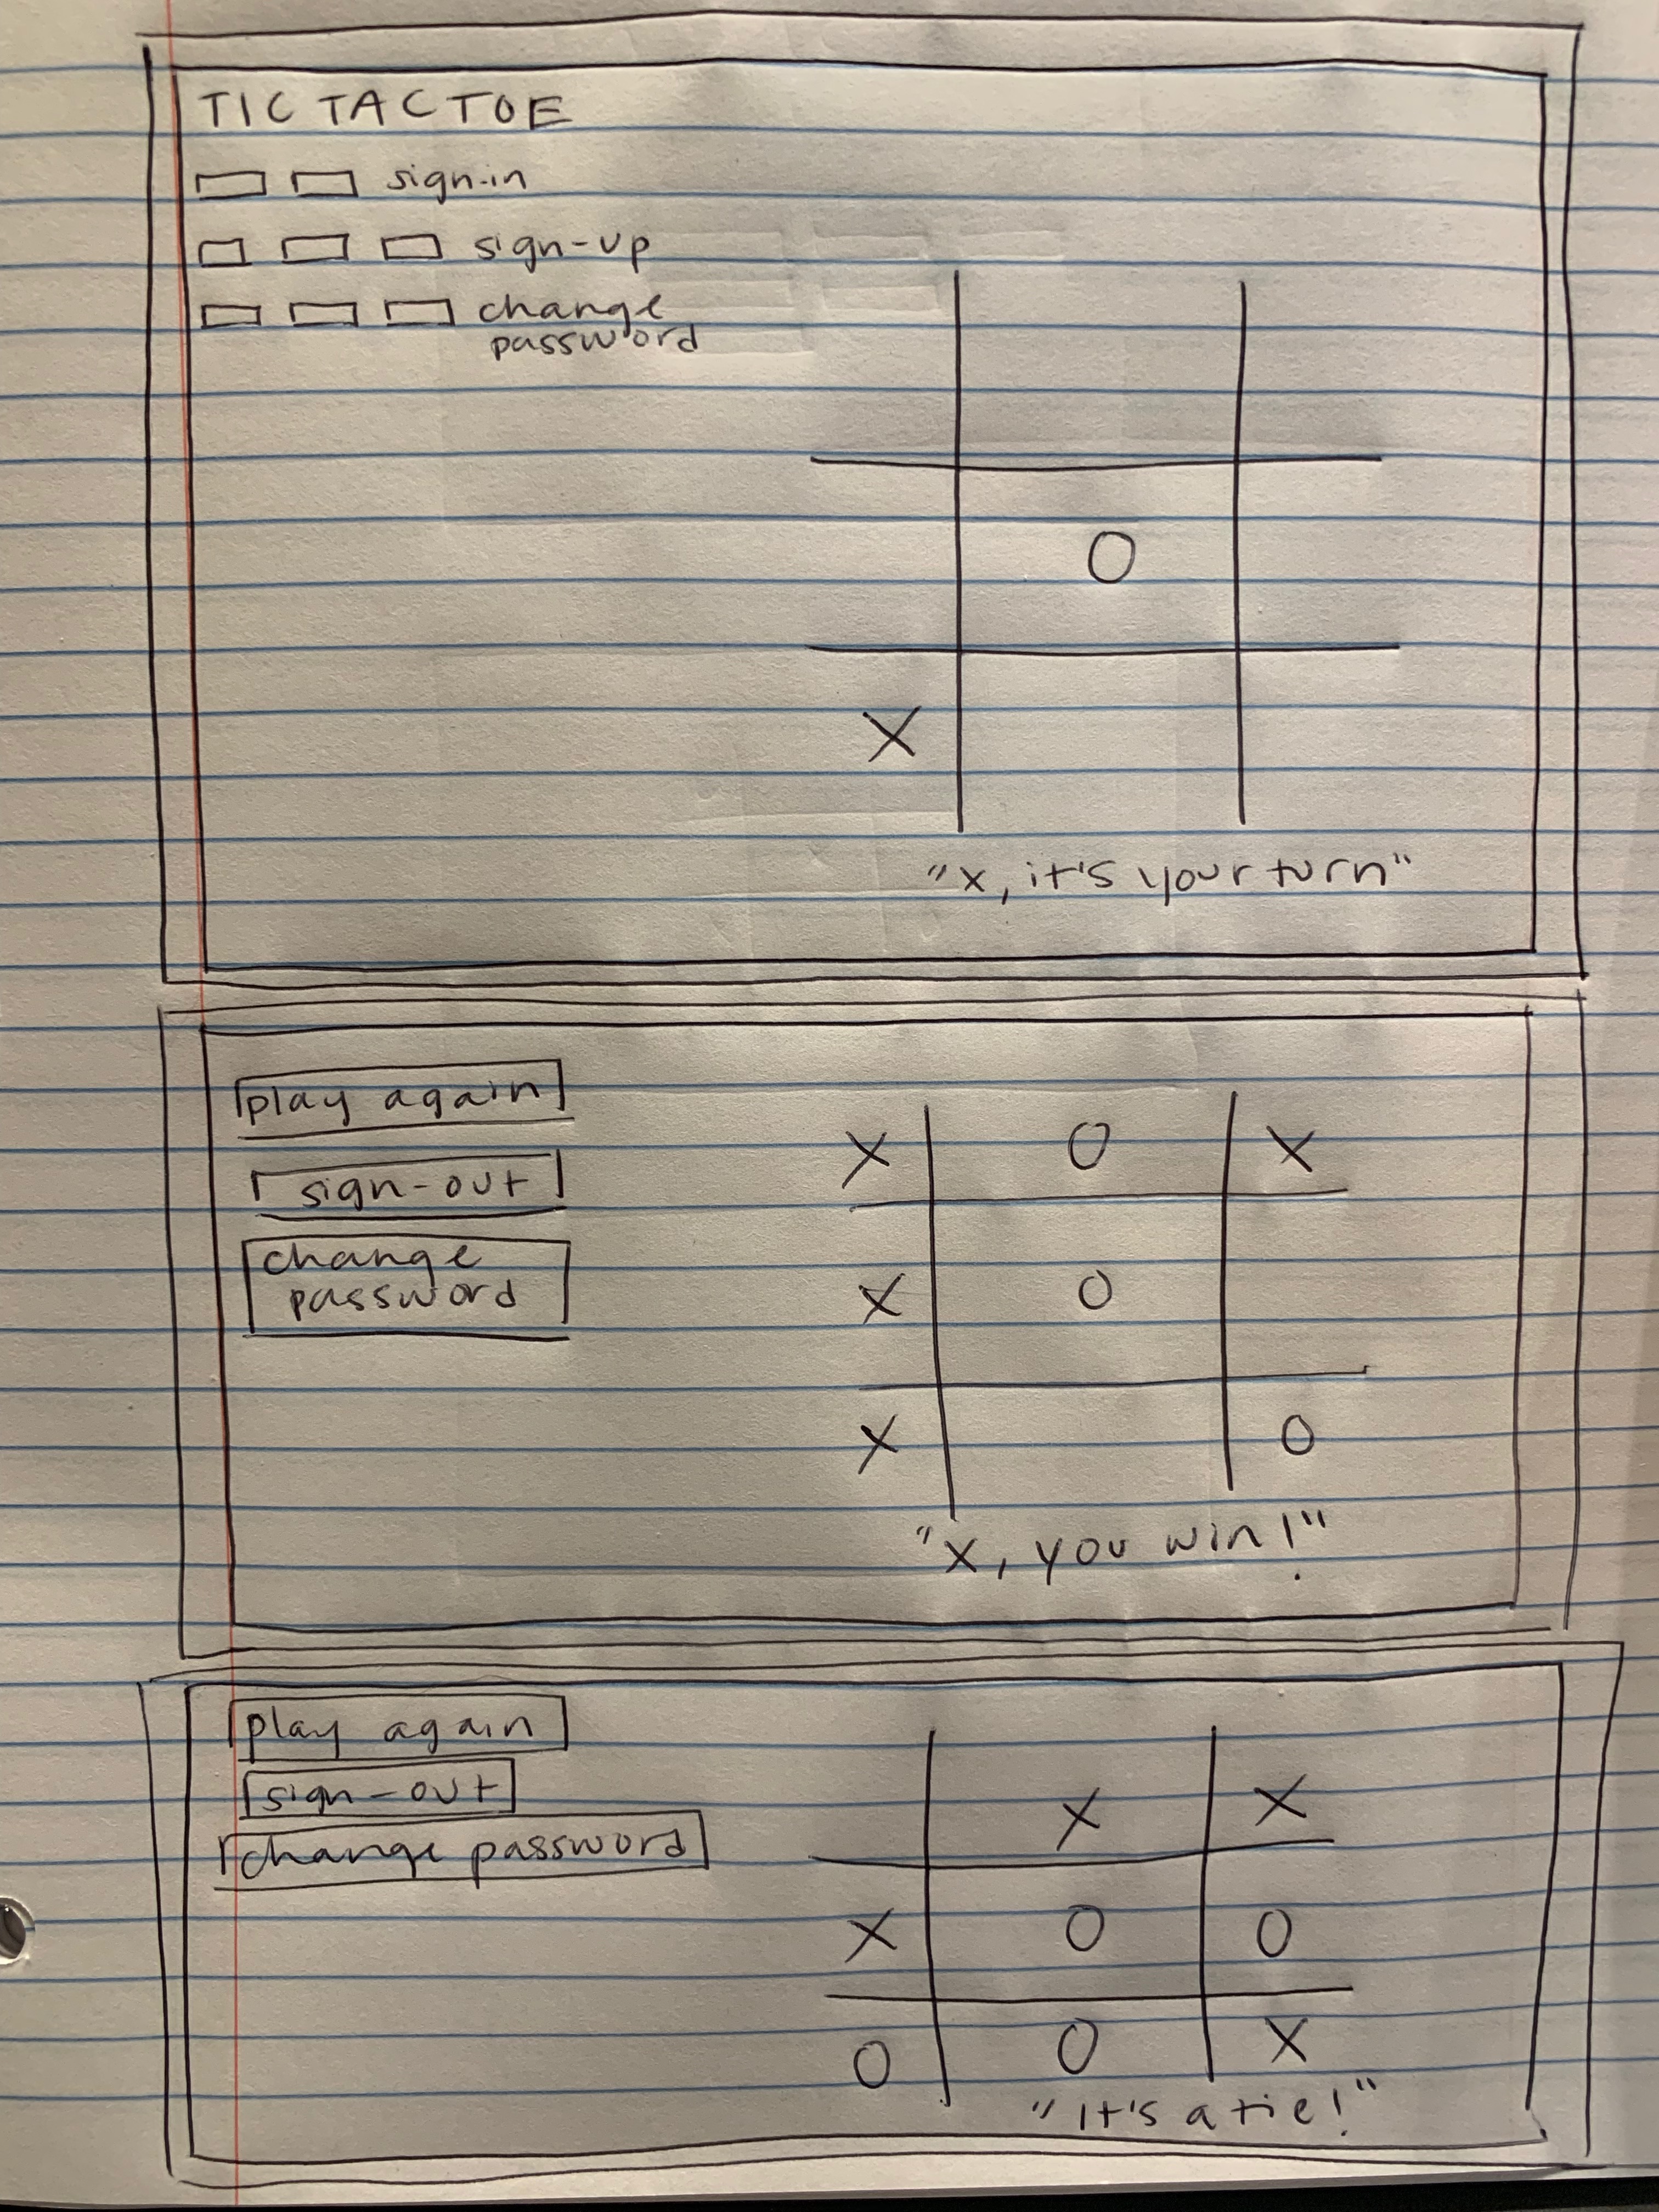 TIC TAC TOE
sign-in
sign-up
change
password
O
X
"x, it's your turn"
play again
X O X
sign-out
change
password
X O
X O
"x, you win!"
play again
X X
sign-out
change password
X O O
O O X
"It's a tie!"